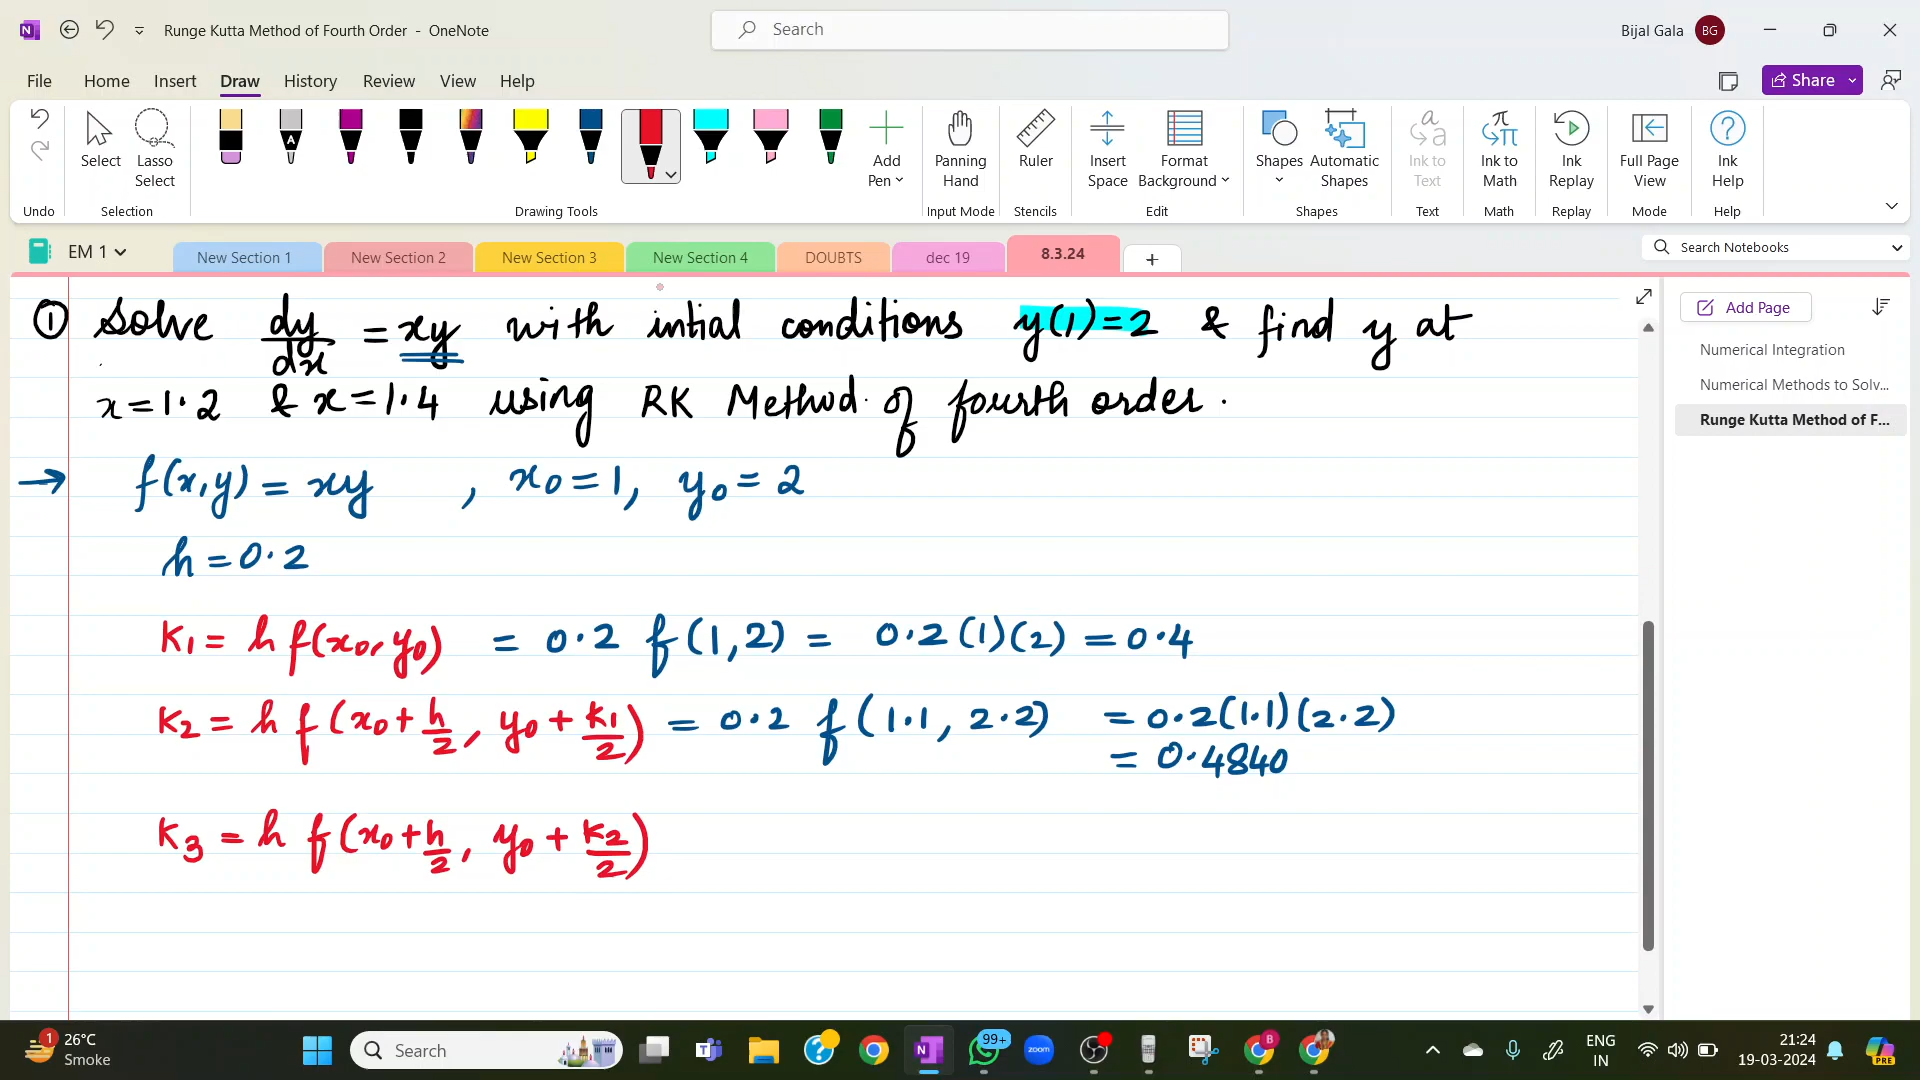 Runge Kutta Method of Fourth Order - OneNote
Search
Bijal Gala BG
File Home Insert Draw History Review View Help
Share
Undo
Select
Lasso Select
Selection
A
Drawing Tools
Add Pen
Panning Hand
Input Mode
Ruler
Stencils
Insert Space
Format Background
Edit
Shapes
Automatic Shapes
Shapes
Ink to Text
Text
Ink to Math
Math
Ink Replay
Replay
Full Page View
Mode
Ink Help
Help
EM 1
New Section 1 New Section 2 New Section 3 New Section 4 DOUBTS dec 19 8.3.24 +
Search Notebooks
① Solve dy/dx = xy with intial conditions y(1)=2 & find y at
x=1.2 & x=1.4 using RK Method of fourth order.
→ f(x,y) = xy , x0=1, y0=2
h=0.2
K1 = h f(x0, y0) = 0.2 f(1,2) = 0.2(1)(2) = 0.4
K2 = h f(x0+h/2, y0+K1/2) = 0.2 f(1.1, 2.2) = 0.2(1.1)(2.2)
= 0.4840
K3 = h f(x0+h/2, y0+K2/2)
Add Page
Numerical Integration
Numerical Methods to Solv...
Runge Kutta Method of F...
1
26°C
Smoke
Search
99+
zoom
B
ENG
IN
21:24
19-03-2024
PRE